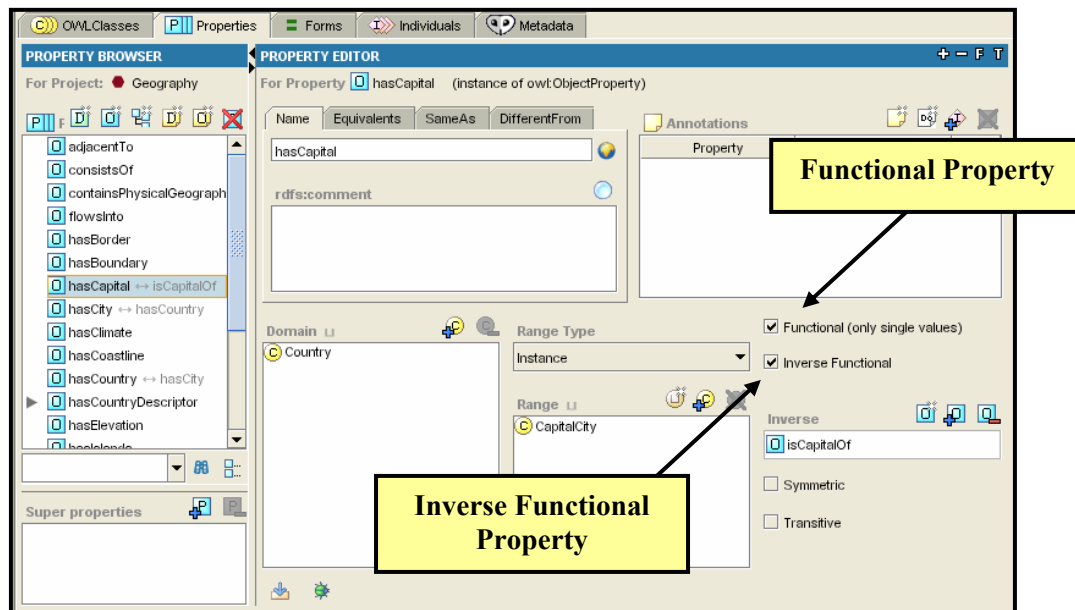 OWLClasses Properties Forms Individuals Metadata
PROPERTY BROWSER
For Project: Geography
F
adjacentTo
consistsOf
containsPhysicalGeograph
flowsInto
hasBorder
hasBoundary
hasCapital ↔ isCapitalOf
hasCity ↔ hasCountry
hasClimate
hasCoastline
hasCountry ↔ hasCity
hasCountryDescriptor
hasElevation
Super properties
PROPERTY EDITOR
F T
For Property hasCapital (instance of owl:ObjectProperty)
Name Equivalents SameAs DifferentFrom
hasCapital
rdfs:comment
Annotations
Property
Functional Property
Domain
Country
Range Type
Instance
Range
CapitalCity
Functional (only single values)
Inverse Functional
Inverse
isCapitalOf
Symmetric
Transitive
Inverse Functional
Property